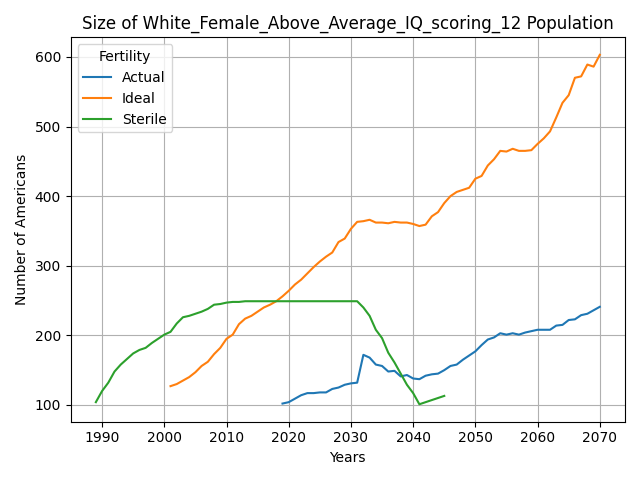 Size of White_Female_Above_Average_IQ_scoring_12 Population
Fertility
Actual
Ideal
Sterile
Number of Americans
600
500
400
300
200
100
1990 2000 2010 2020 2030 2040 2050 2060 2070
Years